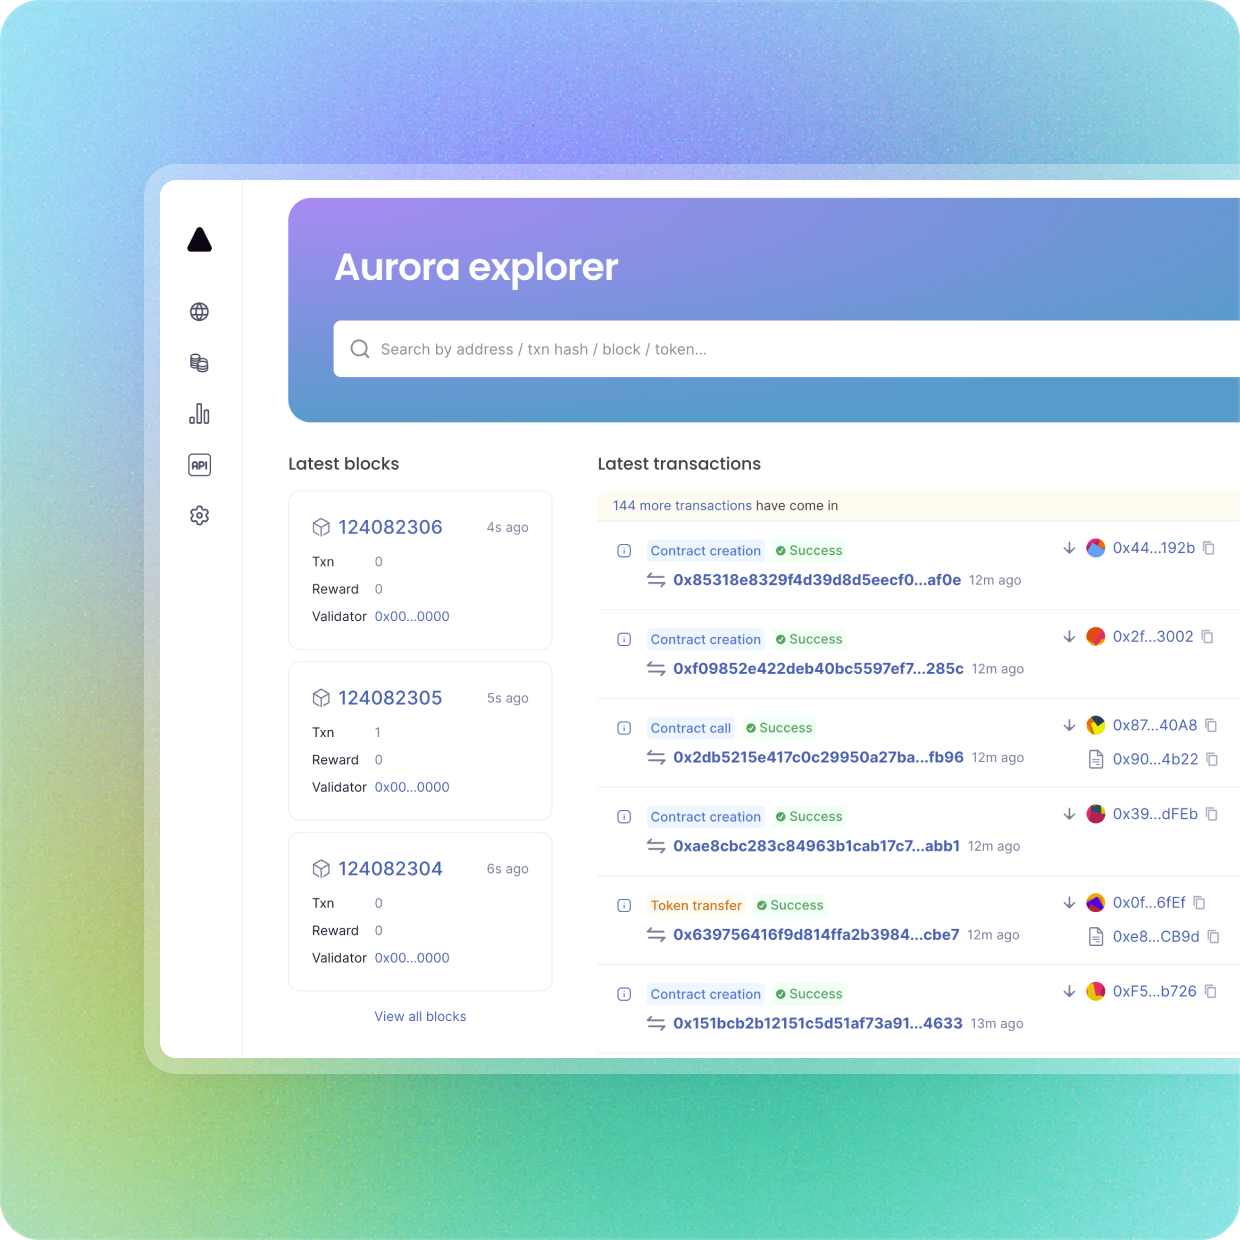 Aurora explorer
Search by address / txn hash / block / token...
API
Latest blocks
124082306 4s ago
Txn 0
Reward 0
Validator 0x00...0000
124082305 5s ago
Txn 1
Reward 0
Validator 0x00...0000
124082304 6s ago
Txn 0
Reward 0
Validator 0x00...0000
View all blocks
Latest transactions
144 more transactions have come in
Contract creation Success 0x44...192b
0x85318e8329f4d39d8d5eecf0...af0e 12m ago
Contract creation Success 0x2f...3002
0xf09852e422deb40bc5597ef7...285c 12m ago
Contract call Success 0x87...40A8
0x2db5215e417c0c29950a27ba...fb96 12m ago 0x90...4b22
Contract creation Success 0x39...dFEb
0xae8cbc283c84963b1cab17c7...abb1 12m ago
Token transfer Success 0x0f...6fEf
0x639756416f9d814ffa2b3984...cbe7 12m ago 0xe8...CB9d
Contract creation Success 0xF5...b726
0x151bcb2b12151c5d51af73a91...4633 13m ago